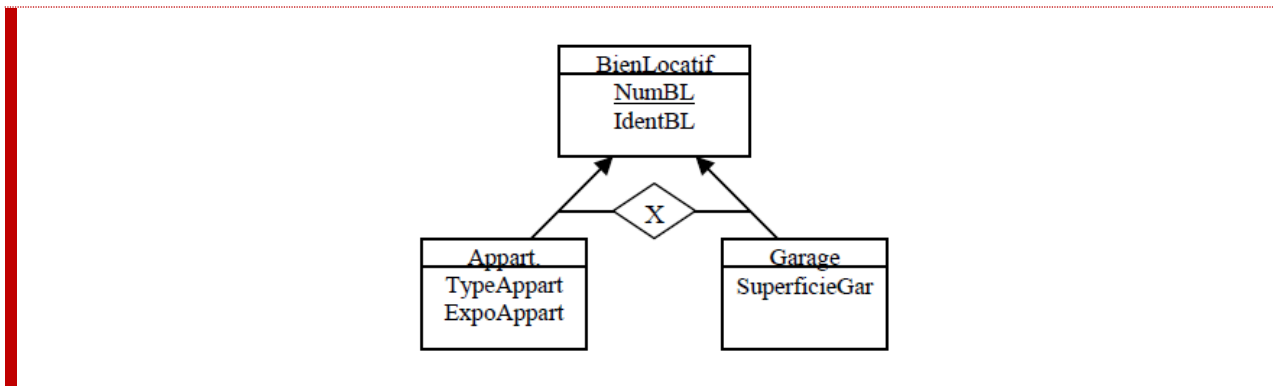 BienLocatif
NumBL
IdentBL
X
Appart.
TypeAppart
ExpoAppart
Garage
SuperficieGar